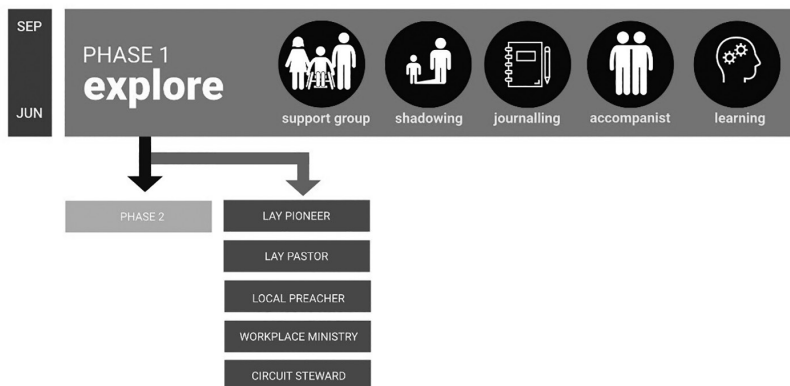 SEP
JUN
PHASE 1
explore
support group
shadowing
journalling
accompanist
learning
PHASE 2
LAY PIONEER
LAY PASTOR
LOCAL PREACHER
WORKPLACE MINISTRY
CIRCUIT STEWARD